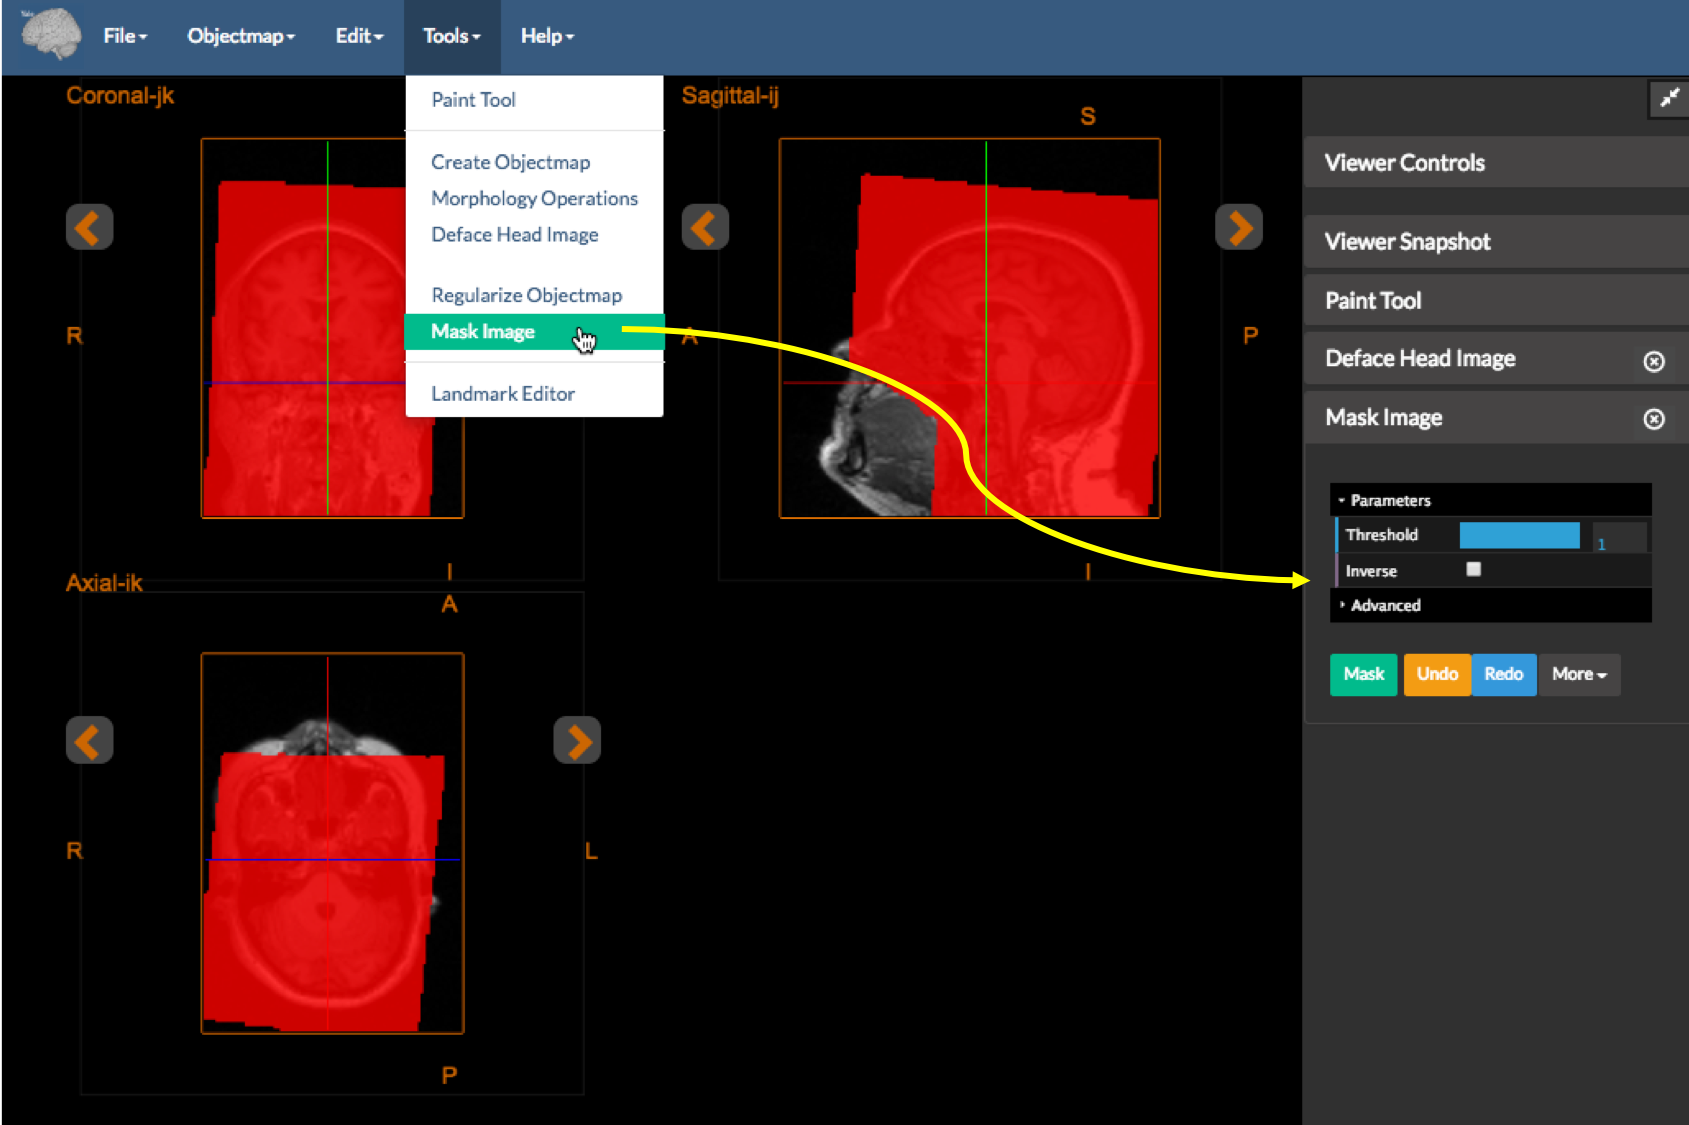 Yale
File
Objectmap
Edit
Tools
Help
Paint Tool
Create Objectmap
Morphology Operations
Deface Head Image
Regularize Objectmap
Mask Image
Landmark Editor
Coronal-jk
R
I
Sagittal-ij
S
A
P
I
Axial-ik
A
R
L
P
Viewer Controls
Viewer Snapshot
Paint Tool
Deface Head Image
Mask Image
Parameters
Threshold 1
Inverse
Advanced
Mask Undo Redo More